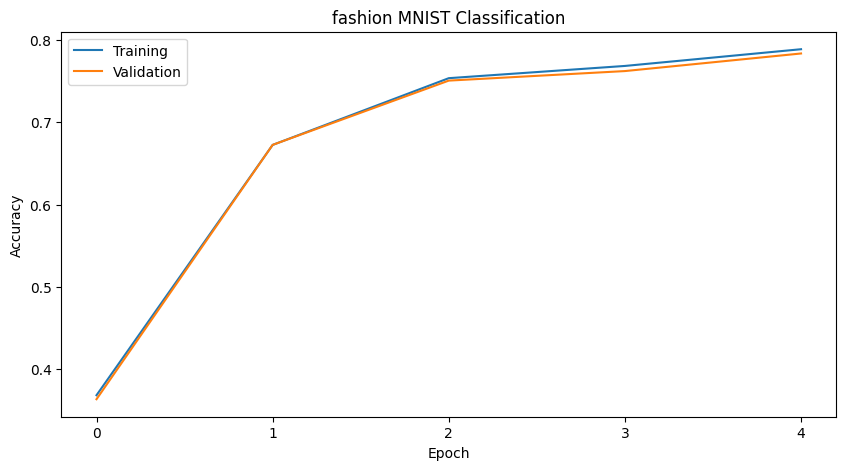 fashion MNIST Classification
Training
Validation
0.8
0.7
0.6
0.5
0.4
Accuracy
0 1 2 3 4
Epoch